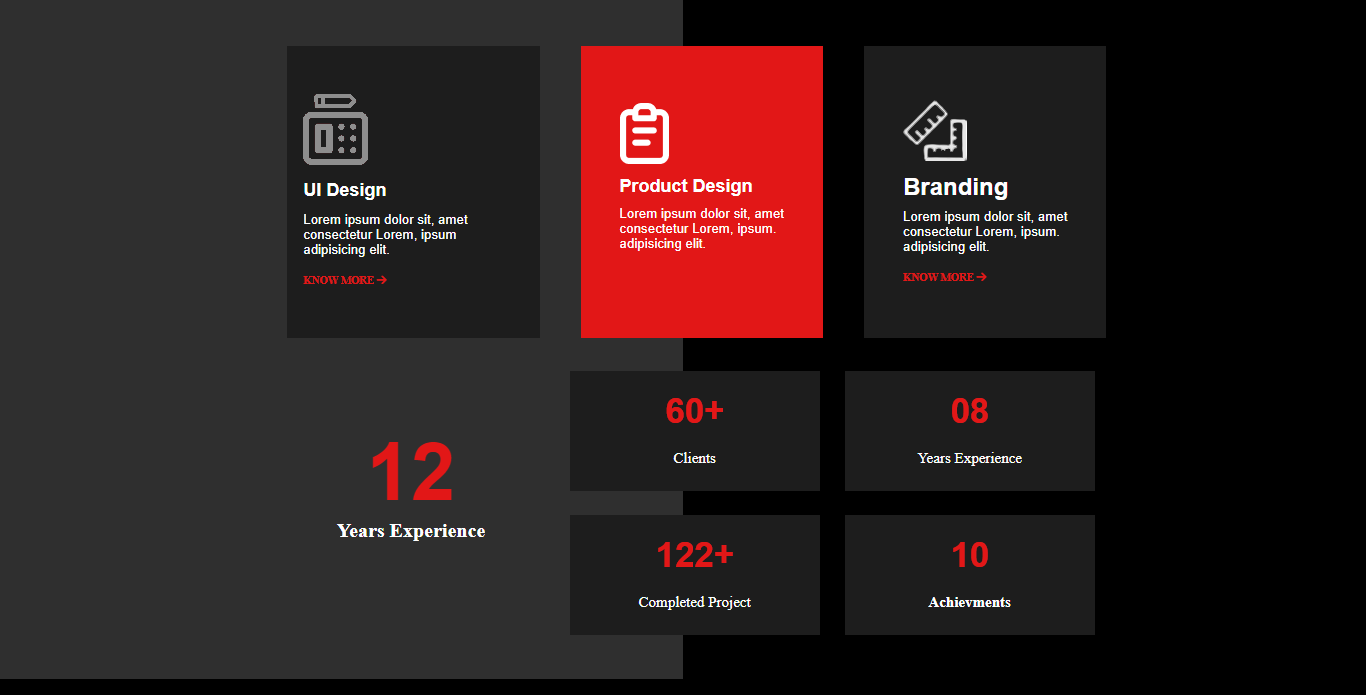 UI Design
Lorem ipsum dolor sit, amet
consectetur Lorem, ipsum
adipisicing elit.
KNOW MORE →
Product Design
Lorem ipsum dolor sit, amet
consectetur Lorem, ipsum.
adipisicing elit.
Branding
Lorem ipsum dolor sit, amet
consectetur Lorem, ipsum.
adipisicing elit.
KNOW MORE →
12
Years Experience
60+
Clients
08
Years Experience
122+
Completed Project
10
Achievments